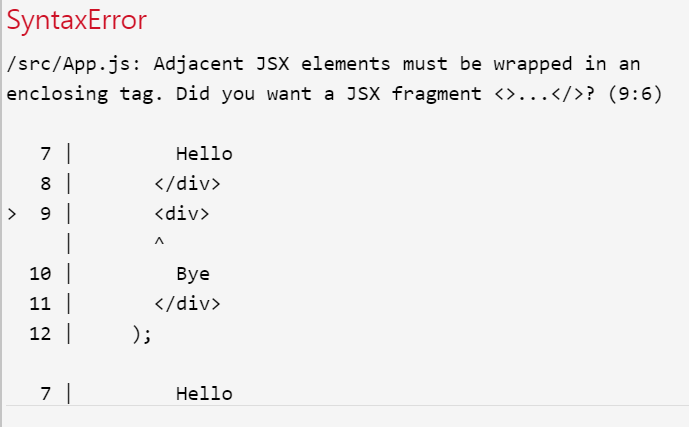 SyntaxError
/src/App.js: Adjacent JSX elements must be wrapped in an
enclosing tag. Did you want a JSX fragment <>...</>? (9:6)
7 | Hello
8 | </div>
> 9 | <div>
| ^
10 | Bye
11 | </div>
12 | );
7 | Hello